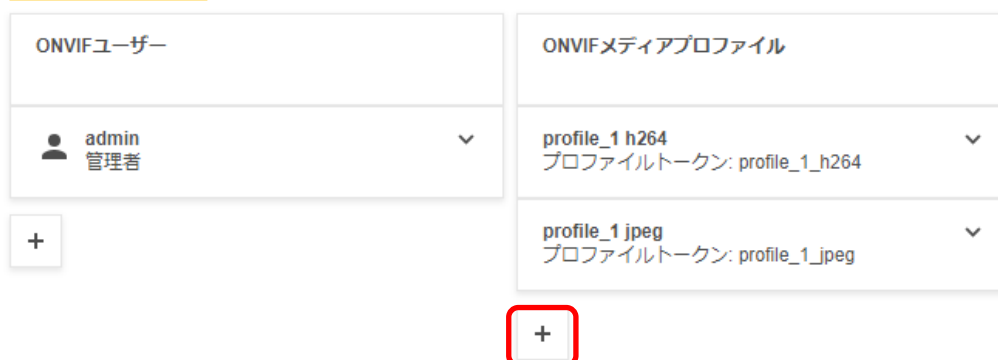 ONVIFユーザー
admin
管理者
+
ONVIFメディアプロファイル
profile_1 h264
プロファイルトークン: profile_1_h264
profile_1 jpeg
プロファイルトークン: profile_1_jpeg
+